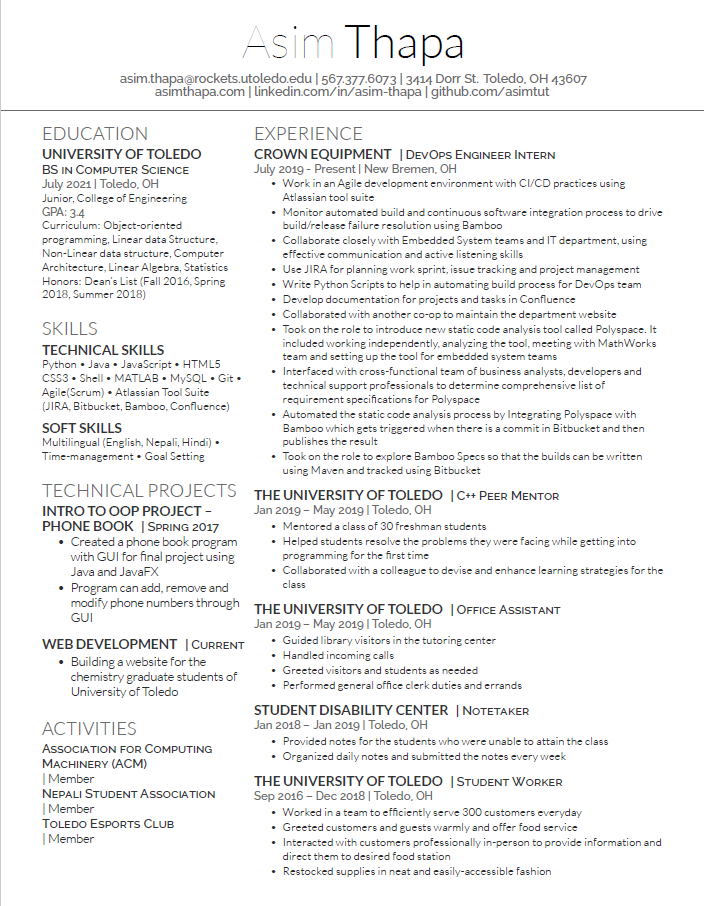 Asim Thapa
asim.thapa@rockets.utoledo.edu | 567.377.6073 | 3414 Dorr St. Toledo, OH 43607
asimthapa.com | linkedin.com/in/asim-thapa | github.com/asimtut
EDUCATION
UNIVERSITY OF TOLEDO
BS in Computer Science
July 2021 | Toledo, OH
Junior, College of Engineering
GPA: 3.4
Curriculum: Object-oriented
programming, Linear data Structure,
Non-Linear data structure, Computer
Architecture, Linear Algebra, Statistics
Honors: Dean's List (Fall 2016, Spring
2018, Summer 2018)
SKILLS
TECHNICAL SKILLS
Python • Java • JavaScript • HTML5
CSS3 • Shell • MATLAB • MySQL • Git •
Agile(Scrum) • Atlassian Tool Suite
(JIRA, Bitbucket, Bamboo, Confluence)
SOFT SKILLS
Multilingual (English, Nepali, Hindi) •
Time-management • Goal Setting
TECHNICAL PROJECTS
INTRO TO OOP PROJECT –
PHONE BOOK | Spring 2017
• Created a phone book program
with GUI for final project using
Java and JavaFX
• Program can add, remove and
modify phone numbers through
GUI
WEB DEVELOPMENT | Current
• Building a website for the
chemistry graduate students of
University of Toledo
ACTIVITIES
Association for Computing
Machinery (ACM)
| Member
Nepali Student Association
| Member
Toledo Esports Club
| Member
EXPERIENCE
CROWN EQUIPMENT | DevOps Engineer Intern
July 2019 - Present | New Bremen, OH
• Work in an Agile development environment with CI/CD practices using
Atlassian tool suite
• Monitor automated build and continuous software integration process to drive
build/release failure resolution using Bamboo
• Collaborate closely with Embedded System teams and IT department, using
effective communication and active listening skills
• Use JIRA for planning work sprint, issue tracking and project management
• Write Python Scripts to help in automating build process for DevOps team
• Develop documentation for projects and tasks in Confluence
• Collaborated with another co-op to maintain the department website
• Took on the role to introduce new static code analysis tool called Polyspace. It
included working independently, analyzing the tool, meeting with MathWorks
team and setting up the tool for embedded system teams
• Interfaced with cross-functional team of business analysts, developers and
technical support professionals to determine comprehensive list of
requirement specifications for Polyspace
• Automated the static code analysis process by Integrating Polyspace with
Bamboo which gets triggered when there is a commit in Bitbucket and then
publishes the result
• Took on the role to explore Bamboo Specs so that the builds can be written
using Maven and tracked using Bitbucket
THE UNIVERSITY OF TOLEDO | C++ Peer Mentor
Jan 2019 – May 2019 | Toledo, OH
• Mentored a class of 30 freshman students
• Helped students resolve the problems they were facing while getting into
programming for the first time
• Collaborated with a colleague to devise and enhance learning strategies for the
class
THE UNIVERSITY OF TOLEDO | Office Assistant
Jan 2019 – May 2019 | Toledo, OH
• Guided library visitors in the tutoring center
• Handled incoming calls
• Greeted visitors and students as needed
• Performed general office clerk duties and errands
STUDENT DISABILITY CENTER | Notetaker
Jan 2018 – Jan 2019 | Toledo, OH
• Provided notes for the students who were unable to attain the class
• Organized daily notes and submitted the notes every week
THE UNIVERSITY OF TOLEDO | Student Worker
Sep 2016 – Dec 2018 | Toledo, OH
• Worked in a team to efficiently serve 300 customers everyday
• Greeted customers and guests warmly and offer food service
• Interacted with customers professionally in-person to provide information and
direct them to desired food station
• Restocked supplies in neat and easily-accessible fashion